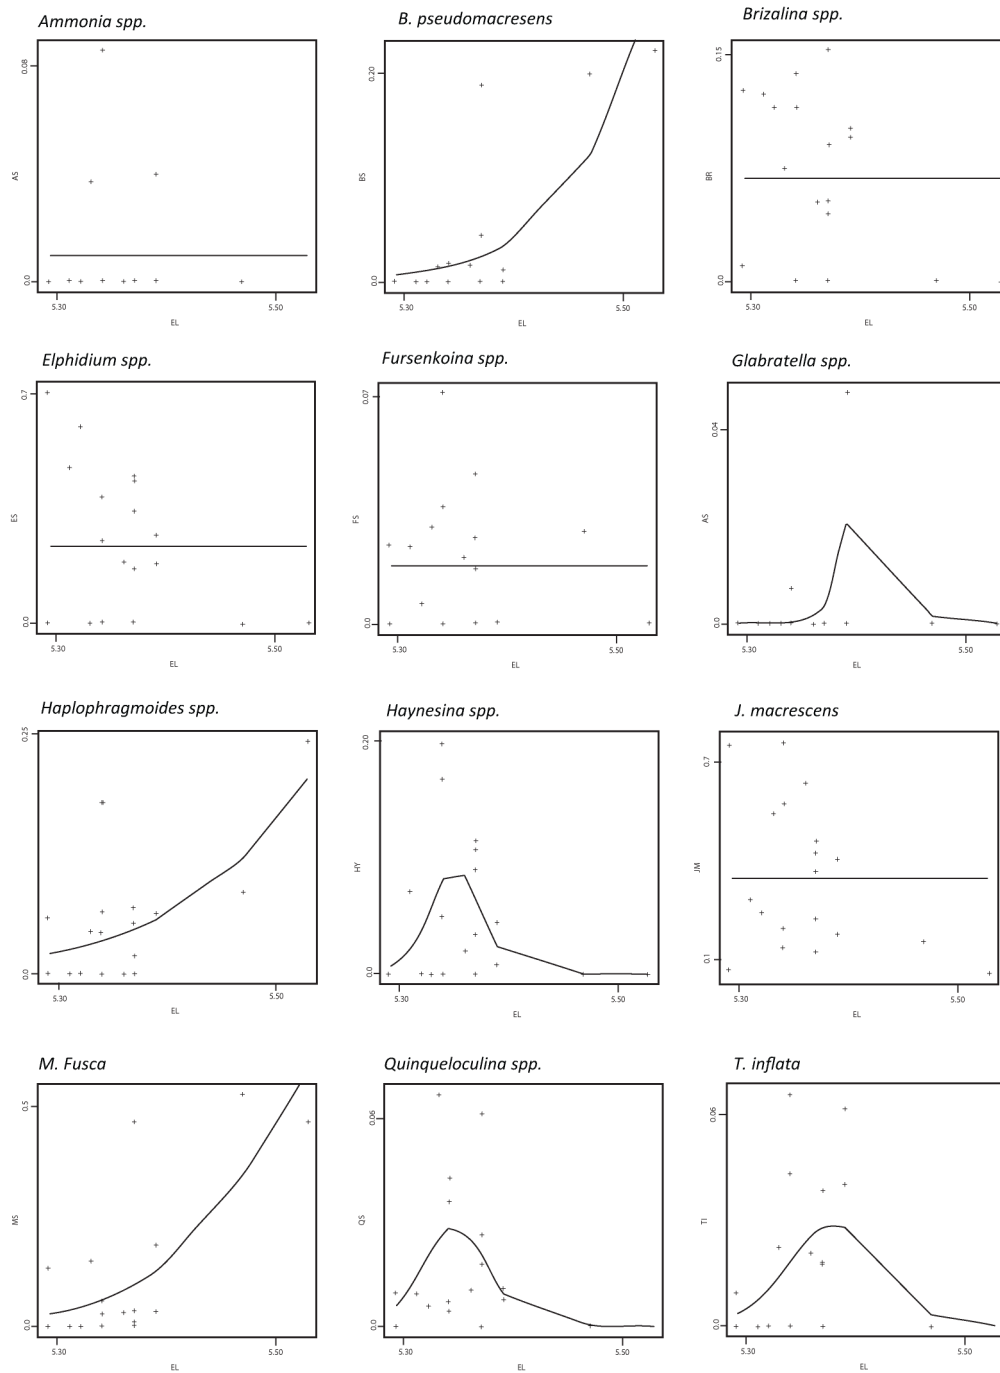 Ammonia spp.
B. pseudomacresens
Brizalina spp.
0.08
AS
0.0
5.30
5.50
EL
0.20
BS
0.0
5.30
5.50
EL
0.15
BR
0.0
5.30
5.50
EL
Elphidium spp.
Fursenkoina spp.
Glabratella spp.
0.7
ES
0.0
5.30
5.50
EL
0.07
FS
0.0
5.30
5.50
EL
0.04
AS
0.0
5.30
5.50
EL
Haplophragmoides spp.
Haynesina spp.
J. macrescens
0.25
0.0
5.30
5.50
EL
0.20
HY
0.0
5.30
5.50
EL
0.7
JM
0.1
5.30
5.50
EL
M. Fusca
Quinqueloculina spp.
T. inflata
0.5
MS
0.0
5.30
5.50
EL
0.06
QS
0.0
5.30
5.50
EL
0.06
TI
0.0
5.30
5.50
EL